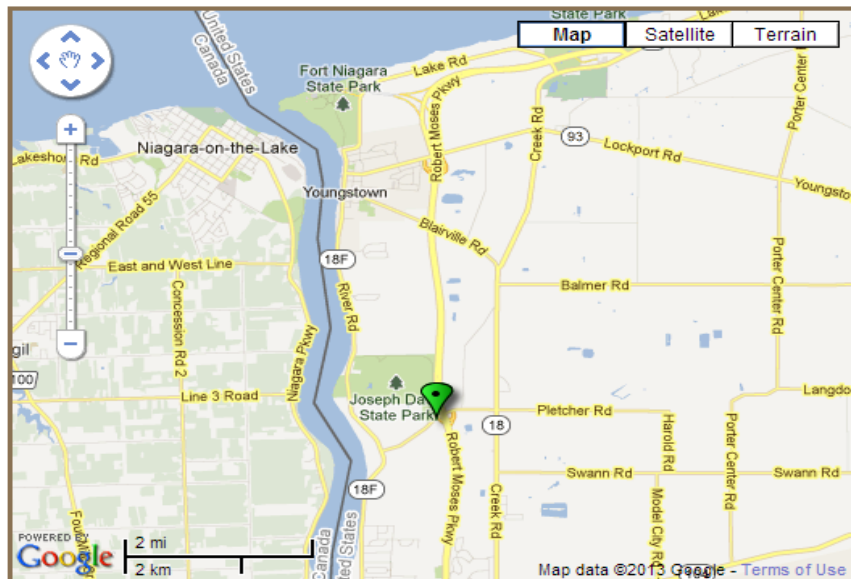 State Park
Lake
Map
Satellite
Terrain
United States
Canada
Fort Niagara
State Park
Lake Rd
Robert Moses Pkwy
Creek Rd
93
Lockport Rd
Porter Center
Lakeshore Rd
Niagara-on-the-Lake
Regional Road 55
Youngstown
Youngsto
Blairville Rd
18F
East and West Line
River Rd
Balmer Rd
Porter Center Rd
Concession Rd 2
Niagara Pkwy
gil
100
Line 3 Road
Joseph Da
State Park
Pletcher Rd
Langdo
18
Harold Rd
Porter Center Rd
Robert Moses Pkwy
Swann Rd
Swann Rd
18F
Creek Rd
Model City Rd
Canada
United States
POWERED BY
Google
2 mi
2 km
Map data ©2013 Google - Terms of Use